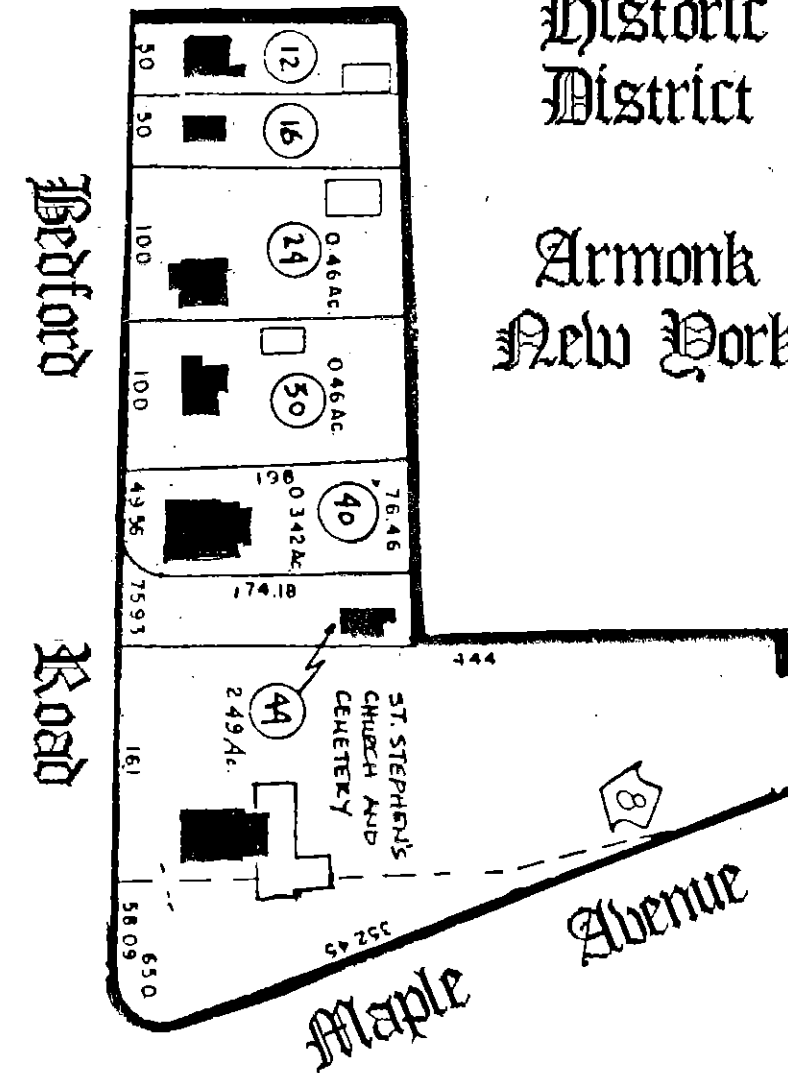 Historic
District
Armonk
New York
Bedford
Road
Maple
Avenue
12
50
16
50
24
0.46 Ac.
100
30
0.46 Ac.
100
40
76.46
198
0.342 Ac.
49.56
174.18
75.93
144
44
2.49 Ac.
ST. STEPHEN'S
CHURCH AND
CEMETERY
161
8
352.45
58.09
650